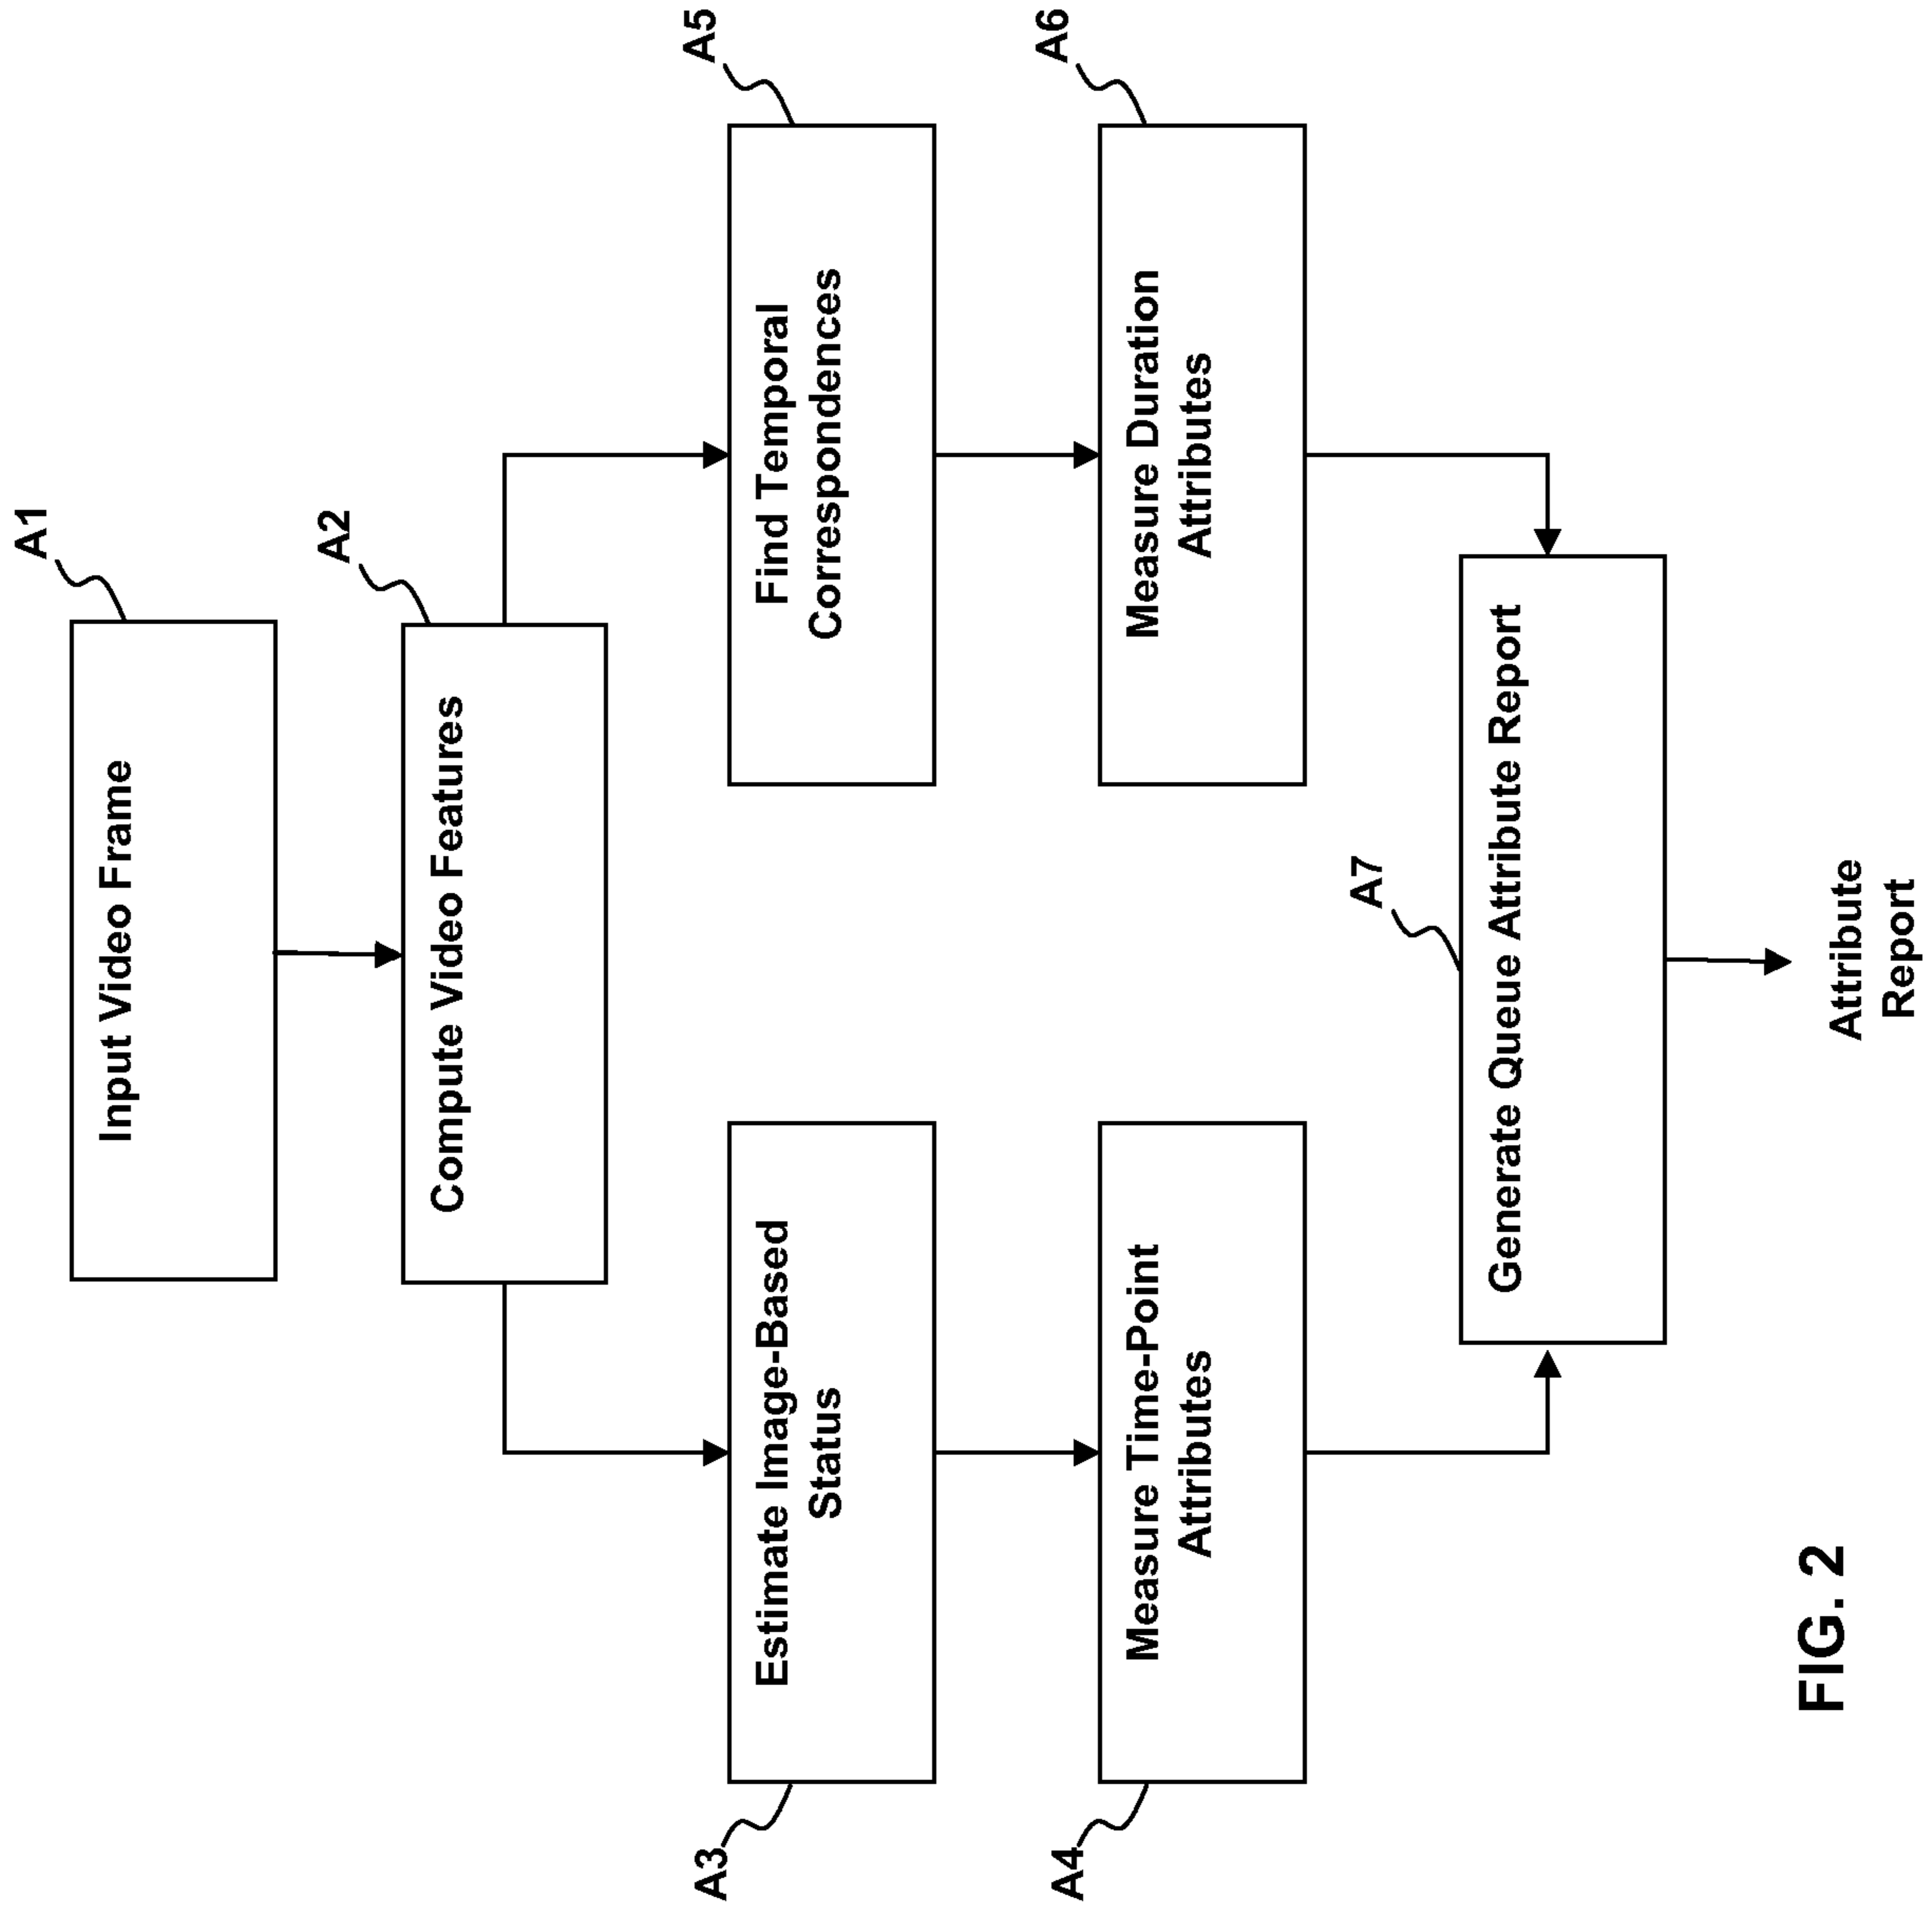 A1
Input Video Frame
A2
Compute Video Features
A3
Estimate Image-Based
Status
A5
Find Temporal
Correspondences
A4
Measure Time-Point
Attributes
A6
Measure Duration
Attributes
A7
Generate Queue Attribute Report
Attribute
Report
FIG. 2